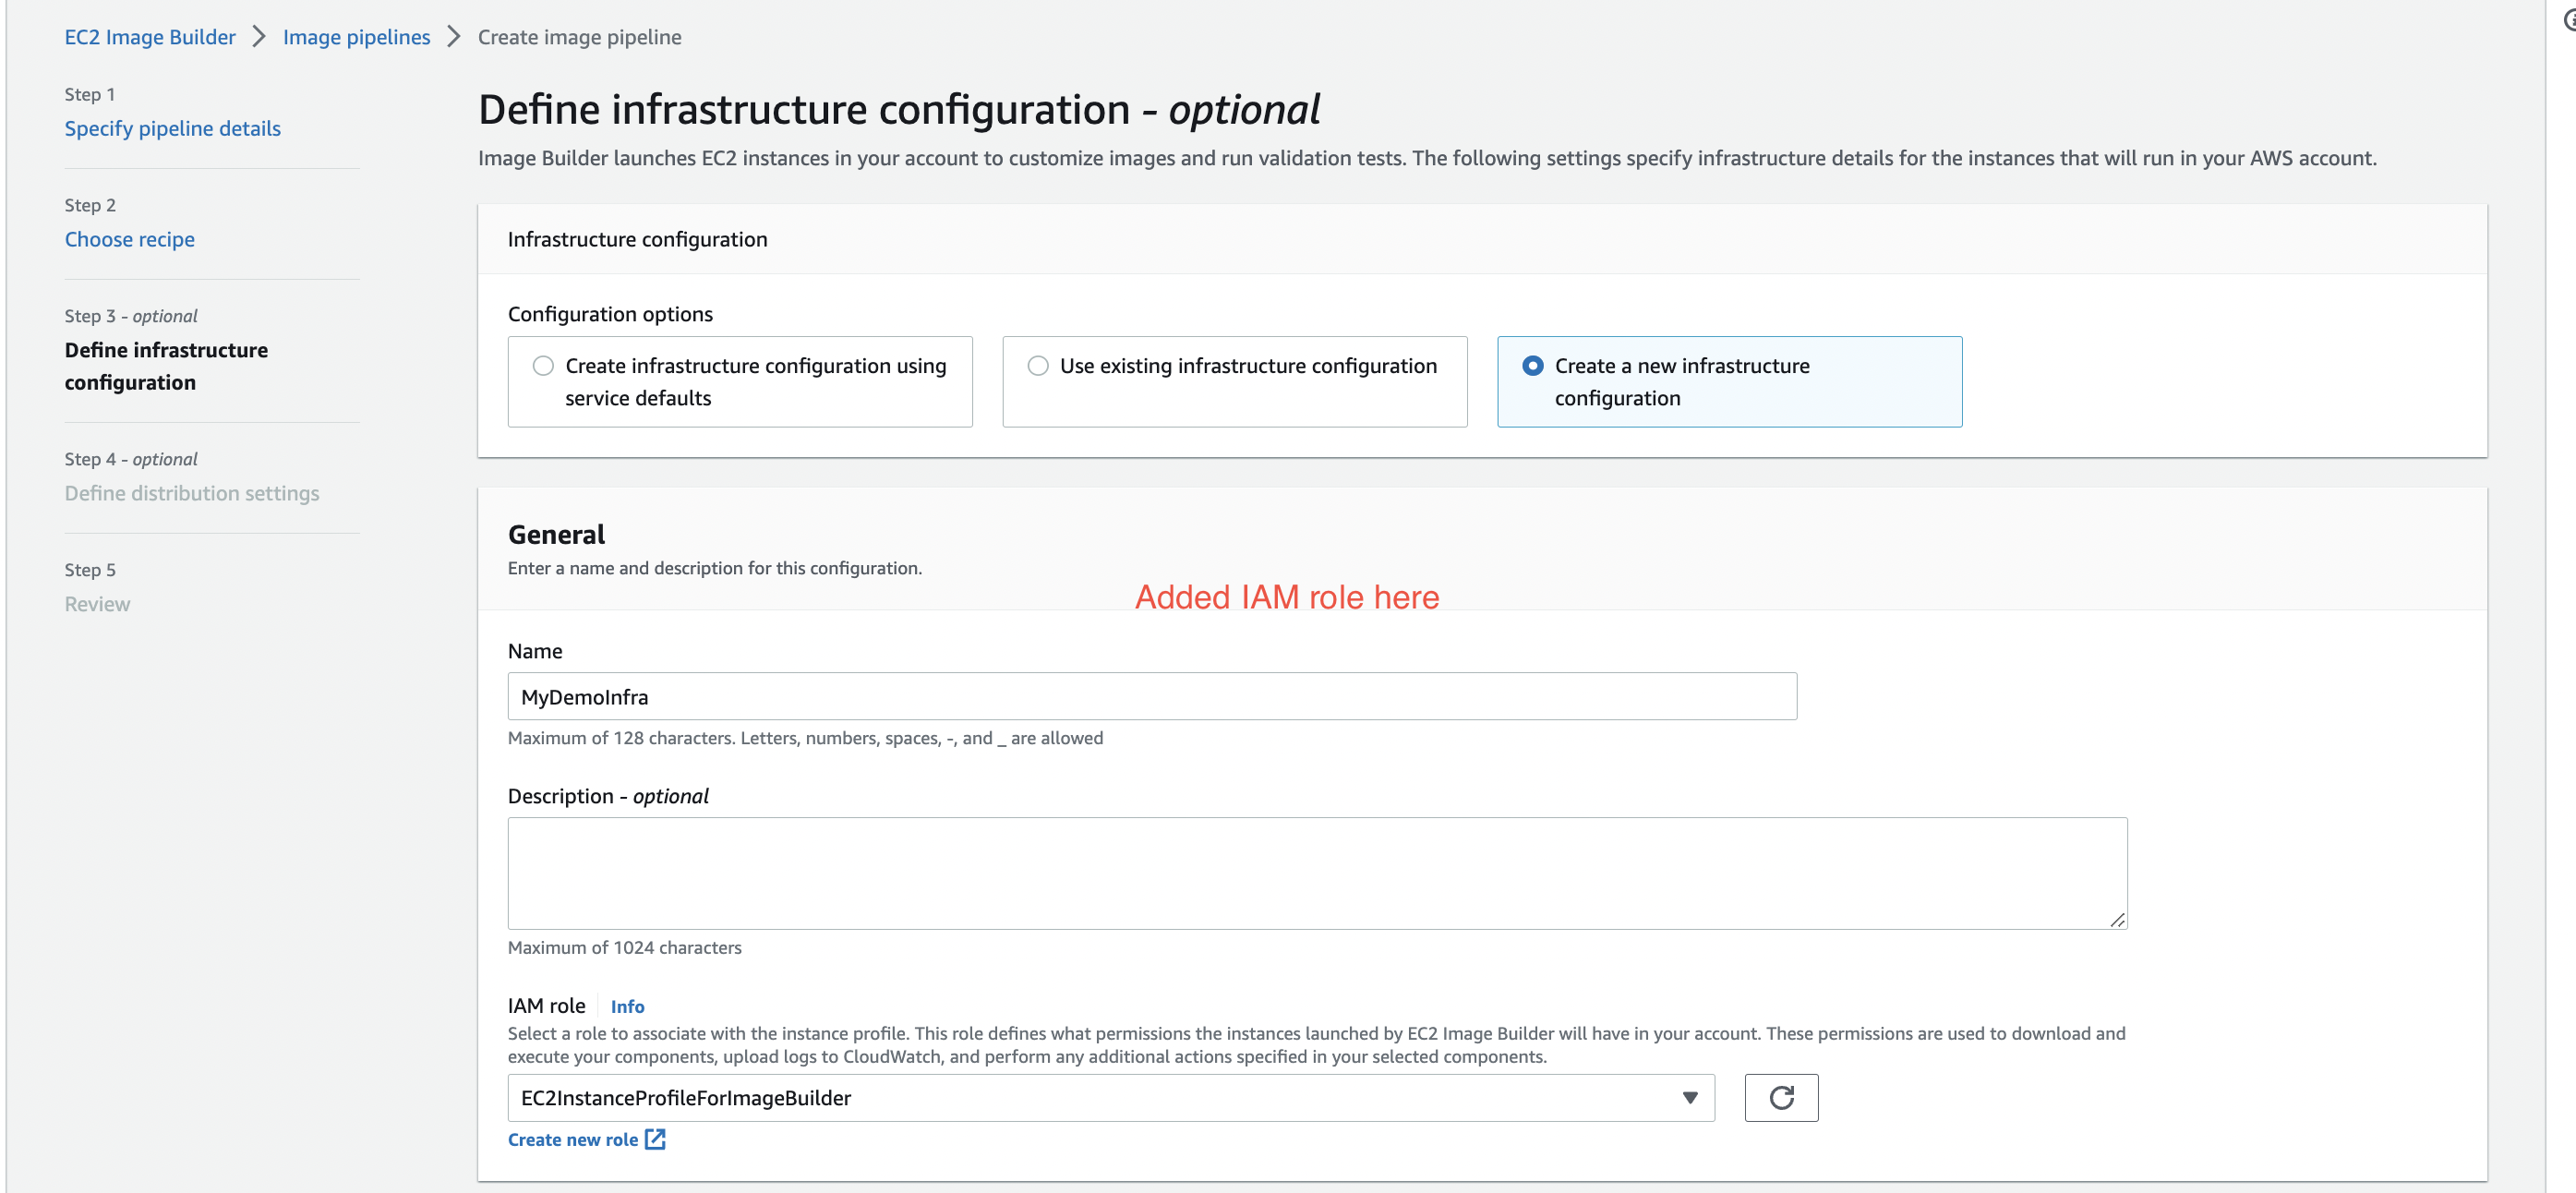 EC2 Image Builder > Image pipelines > Create image pipeline
Step 1
Specify pipeline details
Step 2
Choose recipe
Step 3 - optional
Define infrastructure
configuration
Step 4 - optional
Define distribution settings
Step 5
Review
Define infrastructure configuration - optional
Image Builder launches EC2 instances in your account to customize images and run validation tests. The following settings specify infrastructure details for the instances that will run in your AWS account.
Infrastructure configuration
Configuration options
Create infrastructure configuration using
service defaults
Use existing infrastructure configuration
Create a new infrastructure
configuration
General
Enter a name and description for this configuration.
Added IAM role here
Name
MyDemoInfra
Maximum of 128 characters. Letters, numbers, spaces, -, and _ are allowed
Description - optional
Maximum of 1024 characters
IAM role Info
Select a role to associate with the instance profile. This role defines what permissions the instances launched by EC2 Image Builder will have in your account. These permissions are used to download and
execute your components, upload logs to CloudWatch, and perform any additional actions specified in your selected components.
EC2InstanceProfileForImageBuilder
Create new role